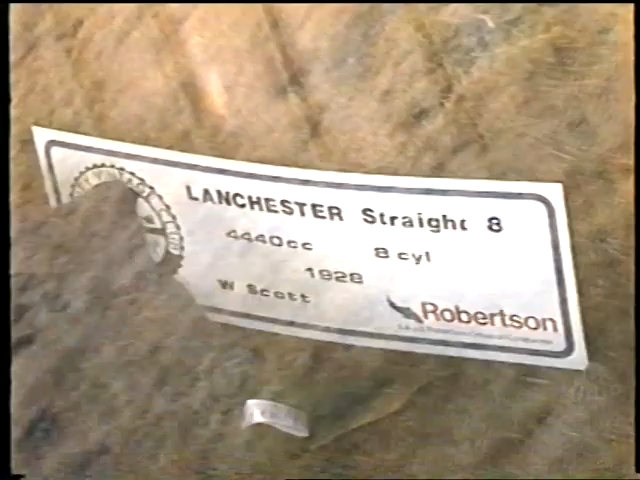 LANCHESTER Straight 8
4440cc 8 cyl
1928
W Scott
Robertson